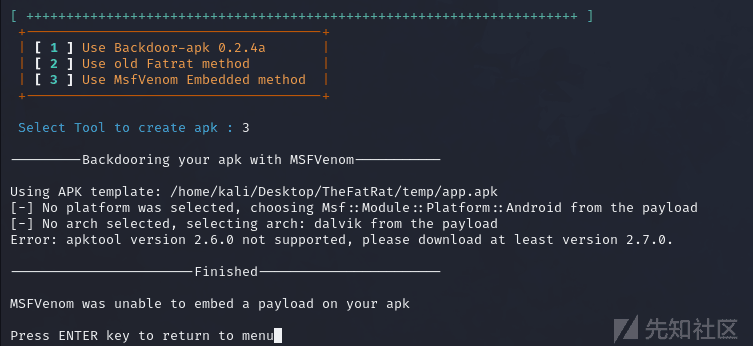 [ ++++++++++++++++++++++++++++++++++++++++++++++++++++++++++++++++++++ ]
+-------------------------------------+
| [ 1 ] Use Backdoor-apk 0.2.4a |
| [ 2 ] Use old Fatrat method |
| [ 3 ] Use MsfVenom Embedded method |
+-------------------------------------+
Select Tool to create apk : 3
---------Backdooring your apk with MSFVenom-----------
Using APK template: /home/kali/Desktop/TheFatRat/temp/app.apk
[-] No platform was selected, choosing Msf::Module::Platform::Android from the payload
[-] No arch selected, selecting arch: dalvik from the payload
Error: apktool version 2.6.0 not supported, please download at least version 2.7.0.
-----------------------Finished-----------------------
MSFVenom was unable to embed a payload on your apk
Press ENTER key to return to menu
先知社区